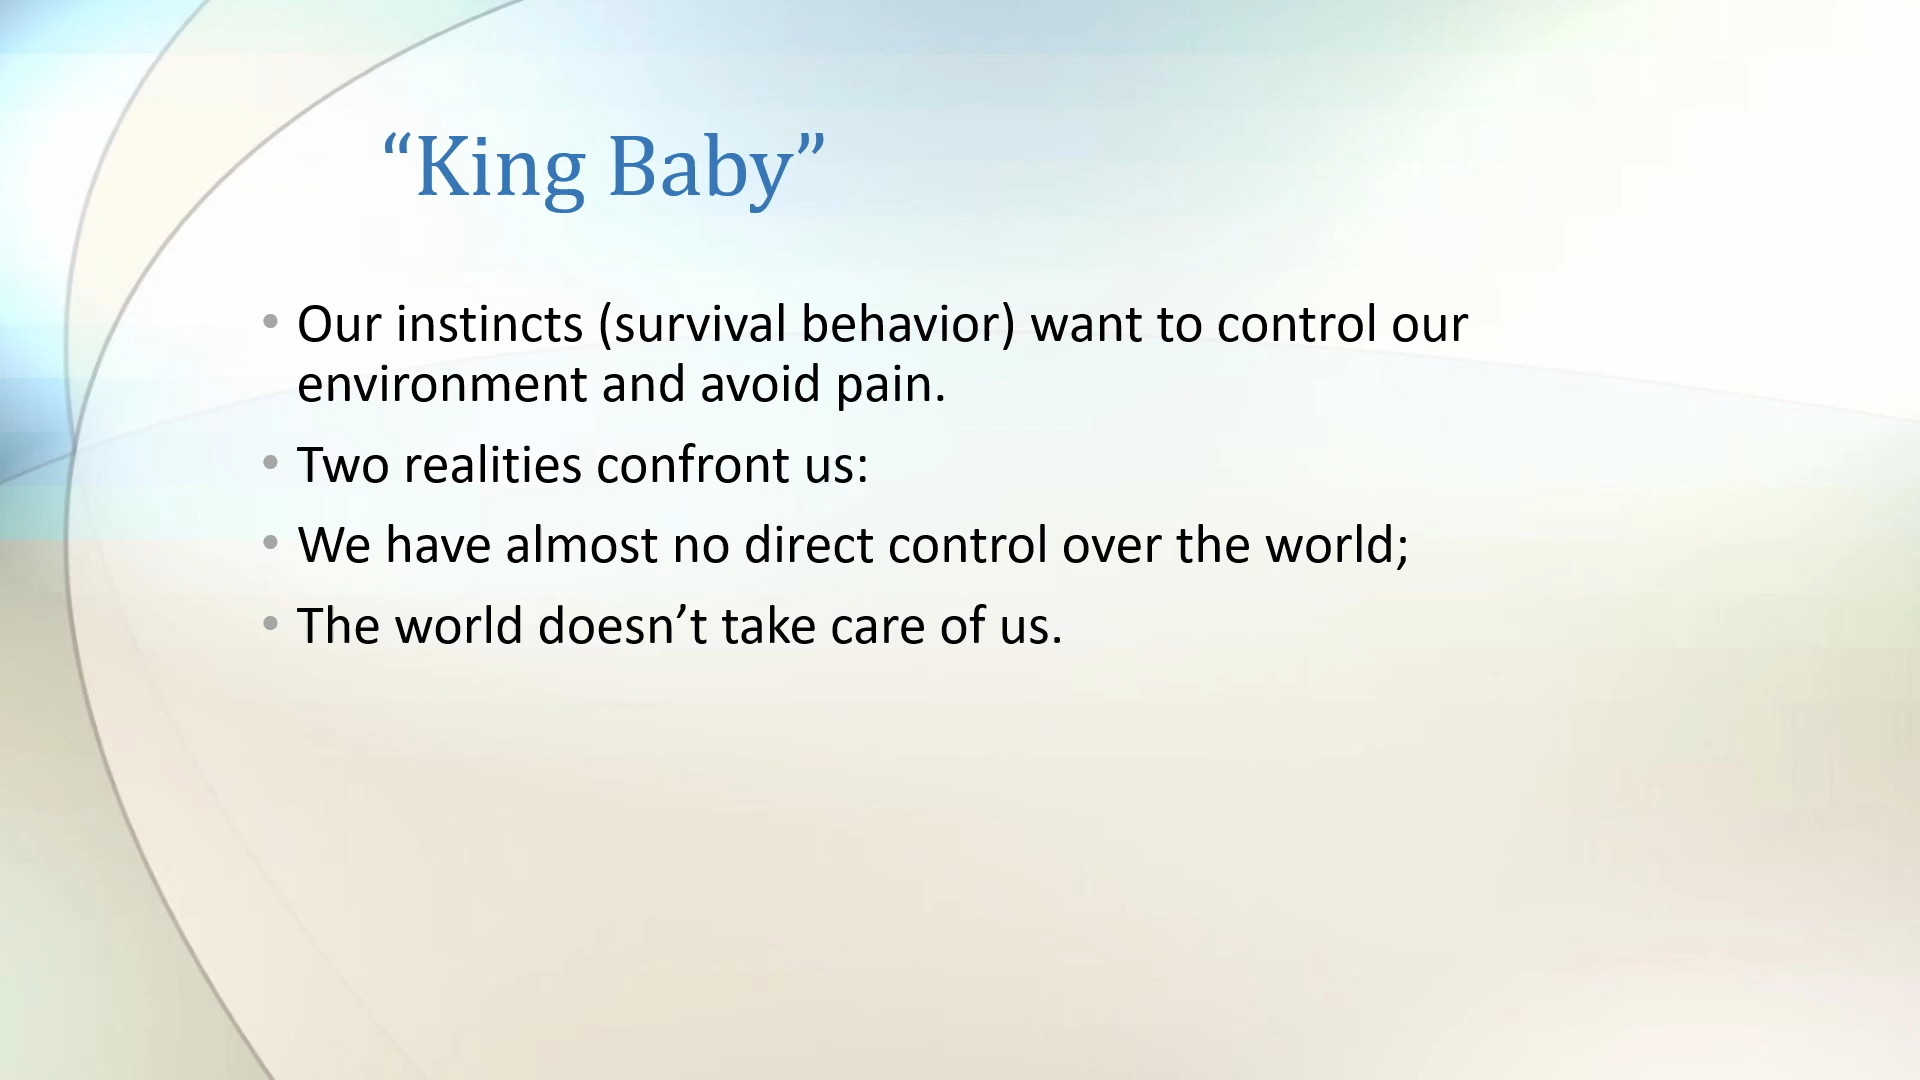 “King Baby”
• Our instincts (survival behavior) want to control our
environment and avoid pain.
• Two realities confront us:
• We have almost no direct control over the world;
• The world doesn’t take care of us.